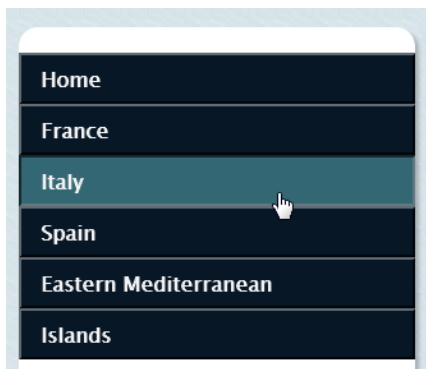 Home
France
Italy
Spain
Eastern Mediterranean
Islands